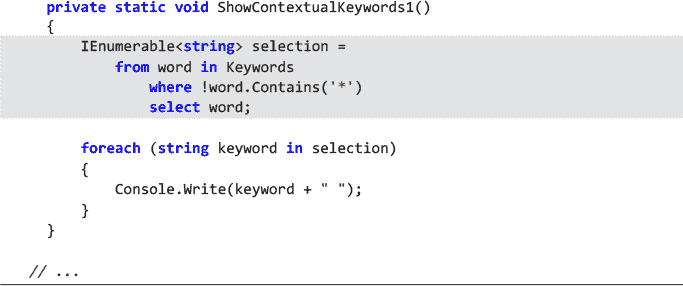 private static void ShowContextualKeywords1()
{
IEnumerable<string> selection =
from word in Keywords
where !word.Contains('*')
select word;
foreach (string keyword in selection)
{
Console.Write(keyword + " ");
}
}
// ...